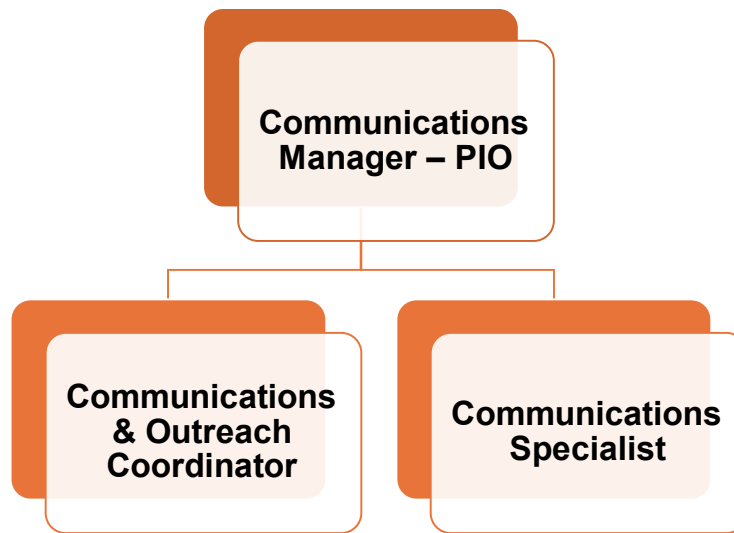 Communications
Manager – PIO
Communications
& Outreach
Coordinator
Communications
Specialist